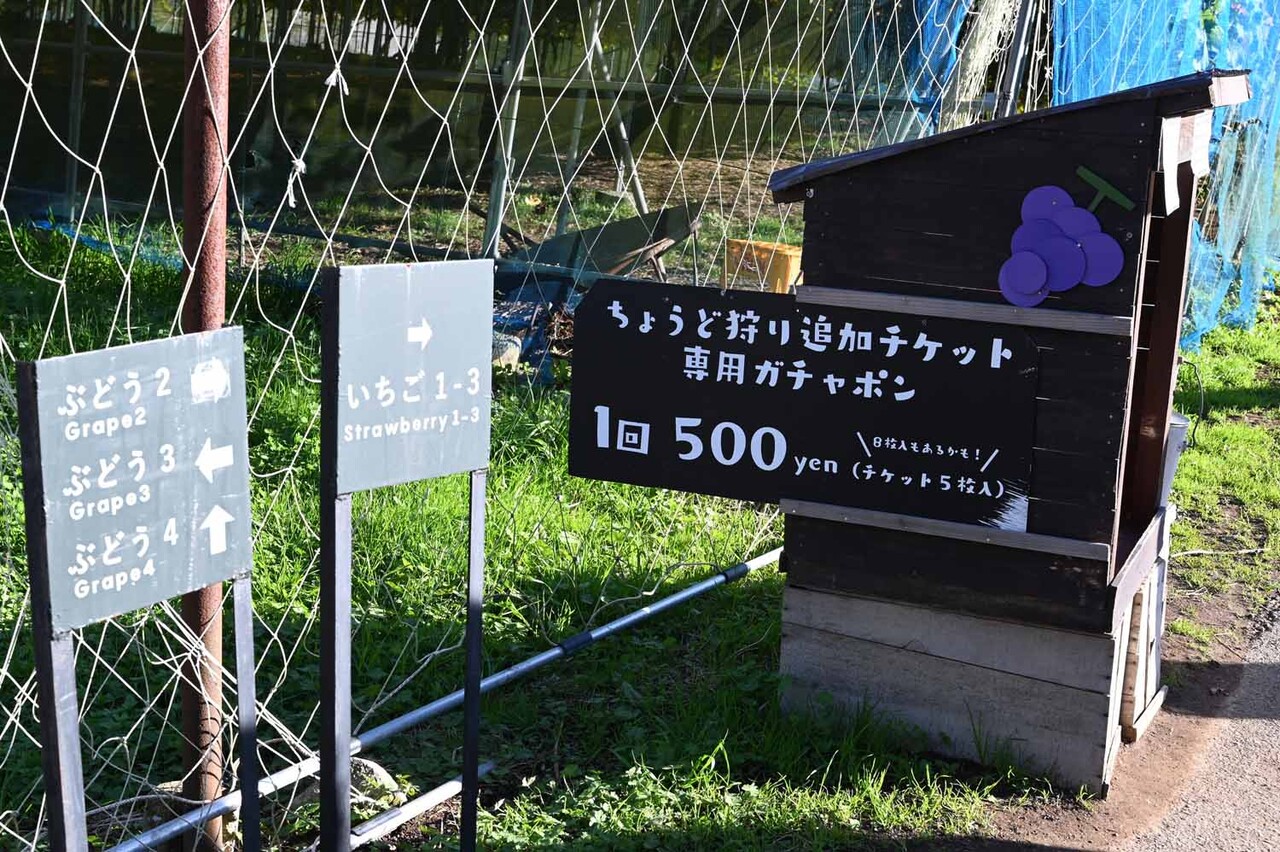 ぶどう2 →
Grape2
ぶどう3 ←
Grape3
ぶどう4 ↑
Grape4
→
いちご1-3
Strawberry1-3
ちょうど狩り追加チケット
専用ガチャポン
\8枚入もあるかも!/
1回 500 yen (チケット5枚入)